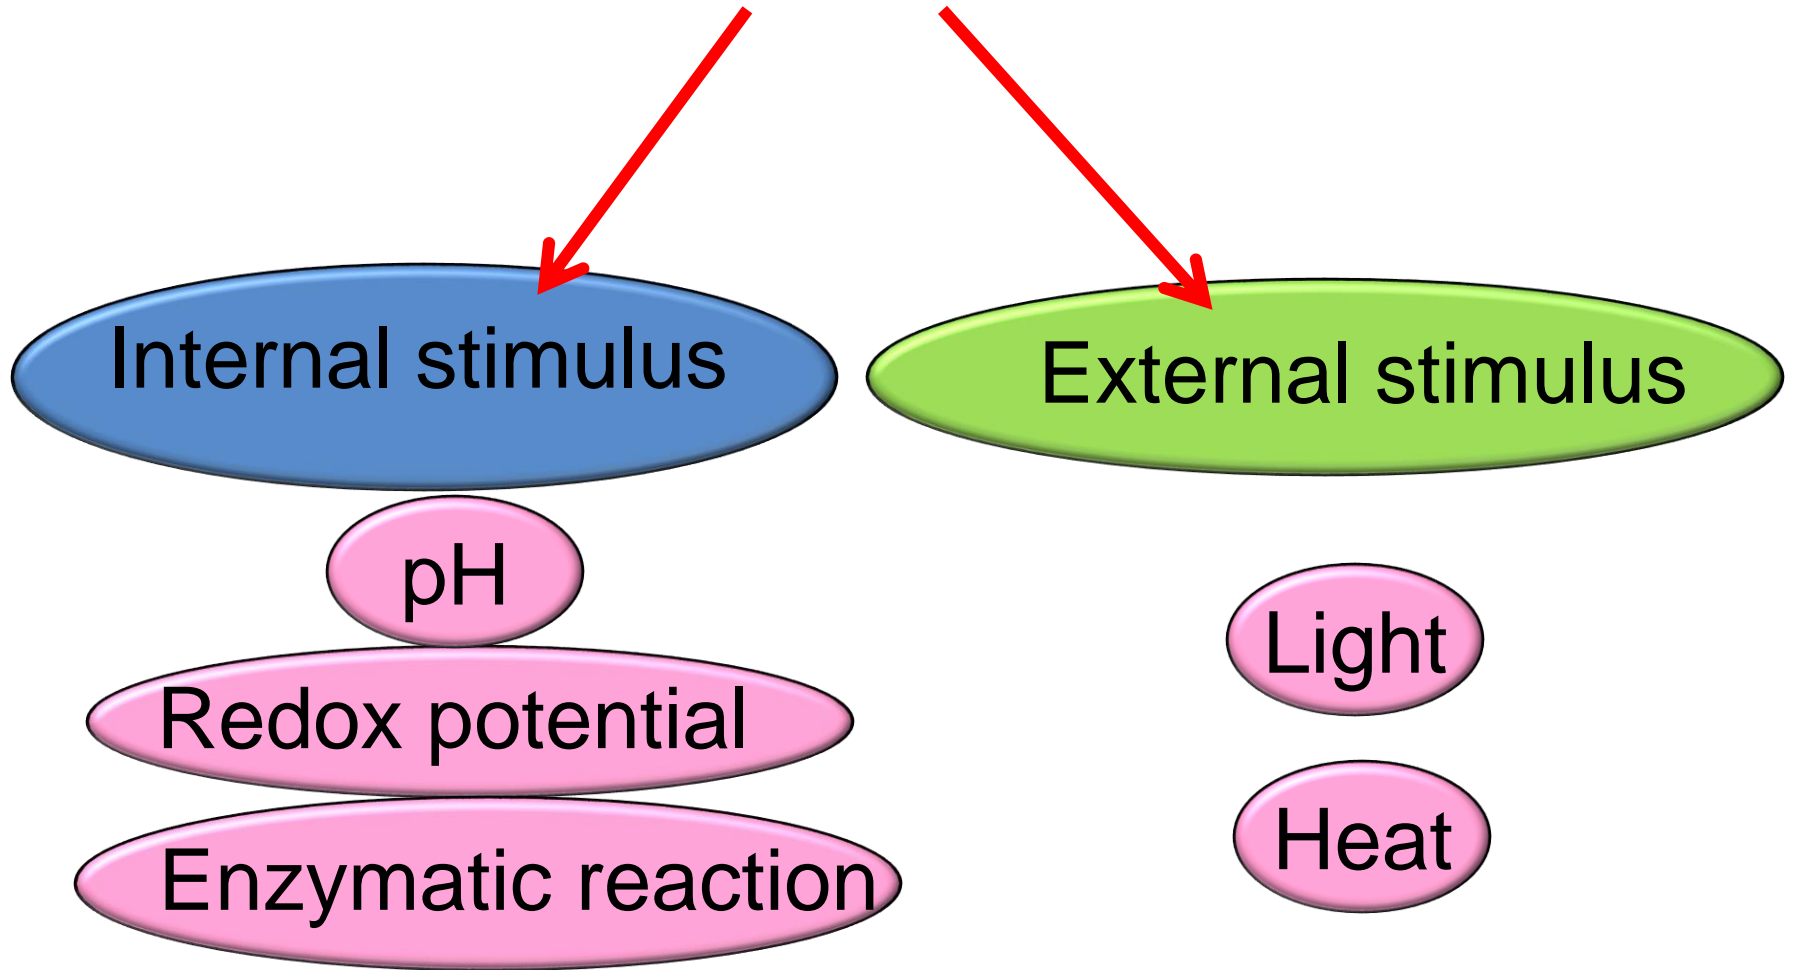 Internal stimulus
External stimulus
pH
Redox potential
Enzymatic reaction
Light
Heat